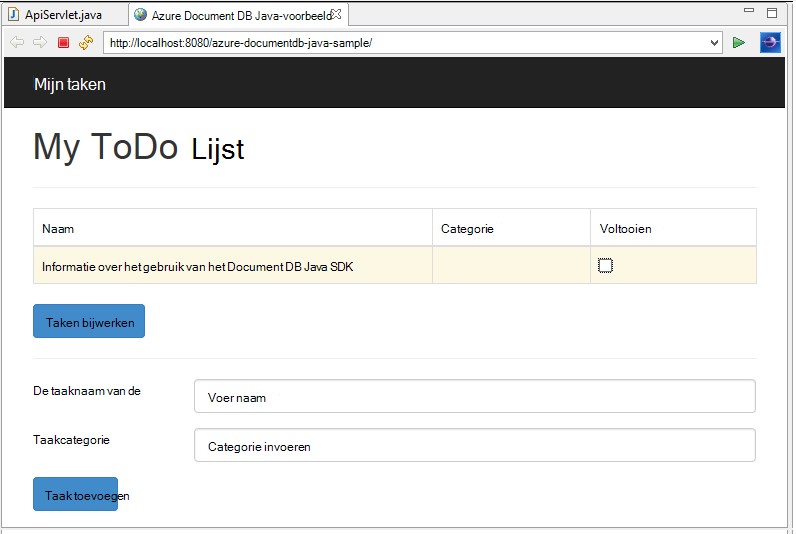 ApiServlet.java
Azure Document DB Java-voorbeeld
http://localhost:8080/azure-documentdb-java-sample/
Mijn taken
My ToDo Lijst
Naam Categorie Voltooien
Informatie over het gebruik van het Document DB Java SDK
Taken bijwerken
De taaknaam van de Voer naam
Taakcategorie Categorie invoeren
Taak toevoegen